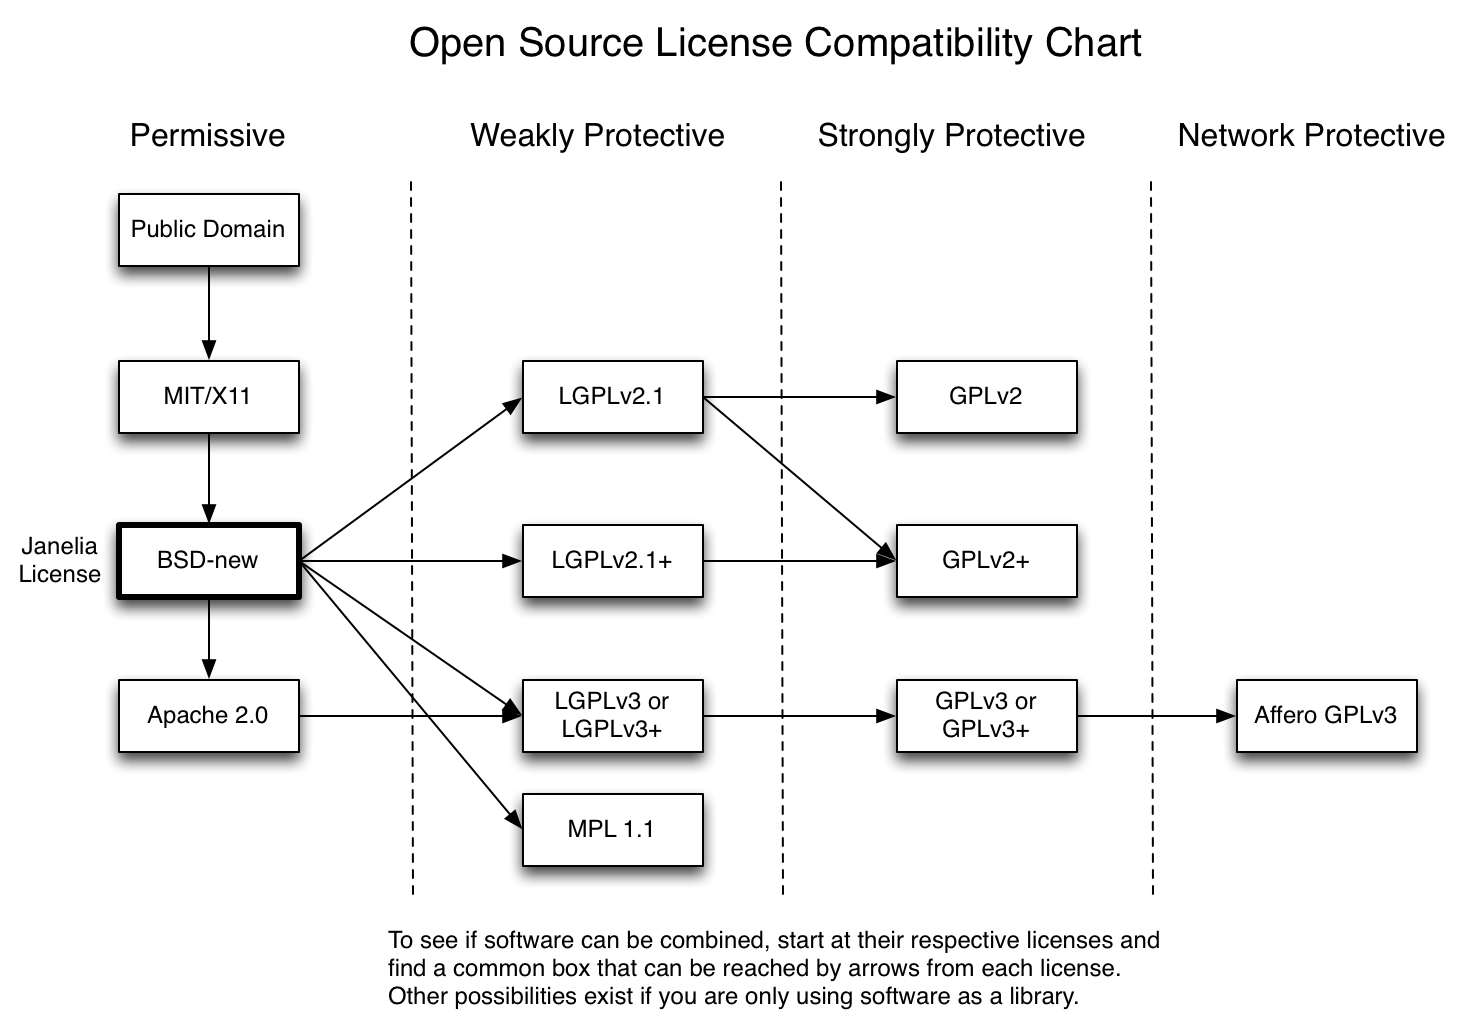 Open Source License Compatibility Chart
Permissive
Weakly Protective
Strongly Protective
Network Protective
Public Domain
MIT/X11
LGPLv2.1
GPLv2
Janelia
License
BSD-new
LGPLv2.1+
GPLv2+
Apache 2.0
LGPLv3 or
LGPLv3+
GPLv3 or
GPLv3+
Affero GPLv3
MPL 1.1
To see if software can be combined, start at their respective licenses and
find a common box that can be reached by arrows from each license.
Other possibilities exist if you are only using software as a library.